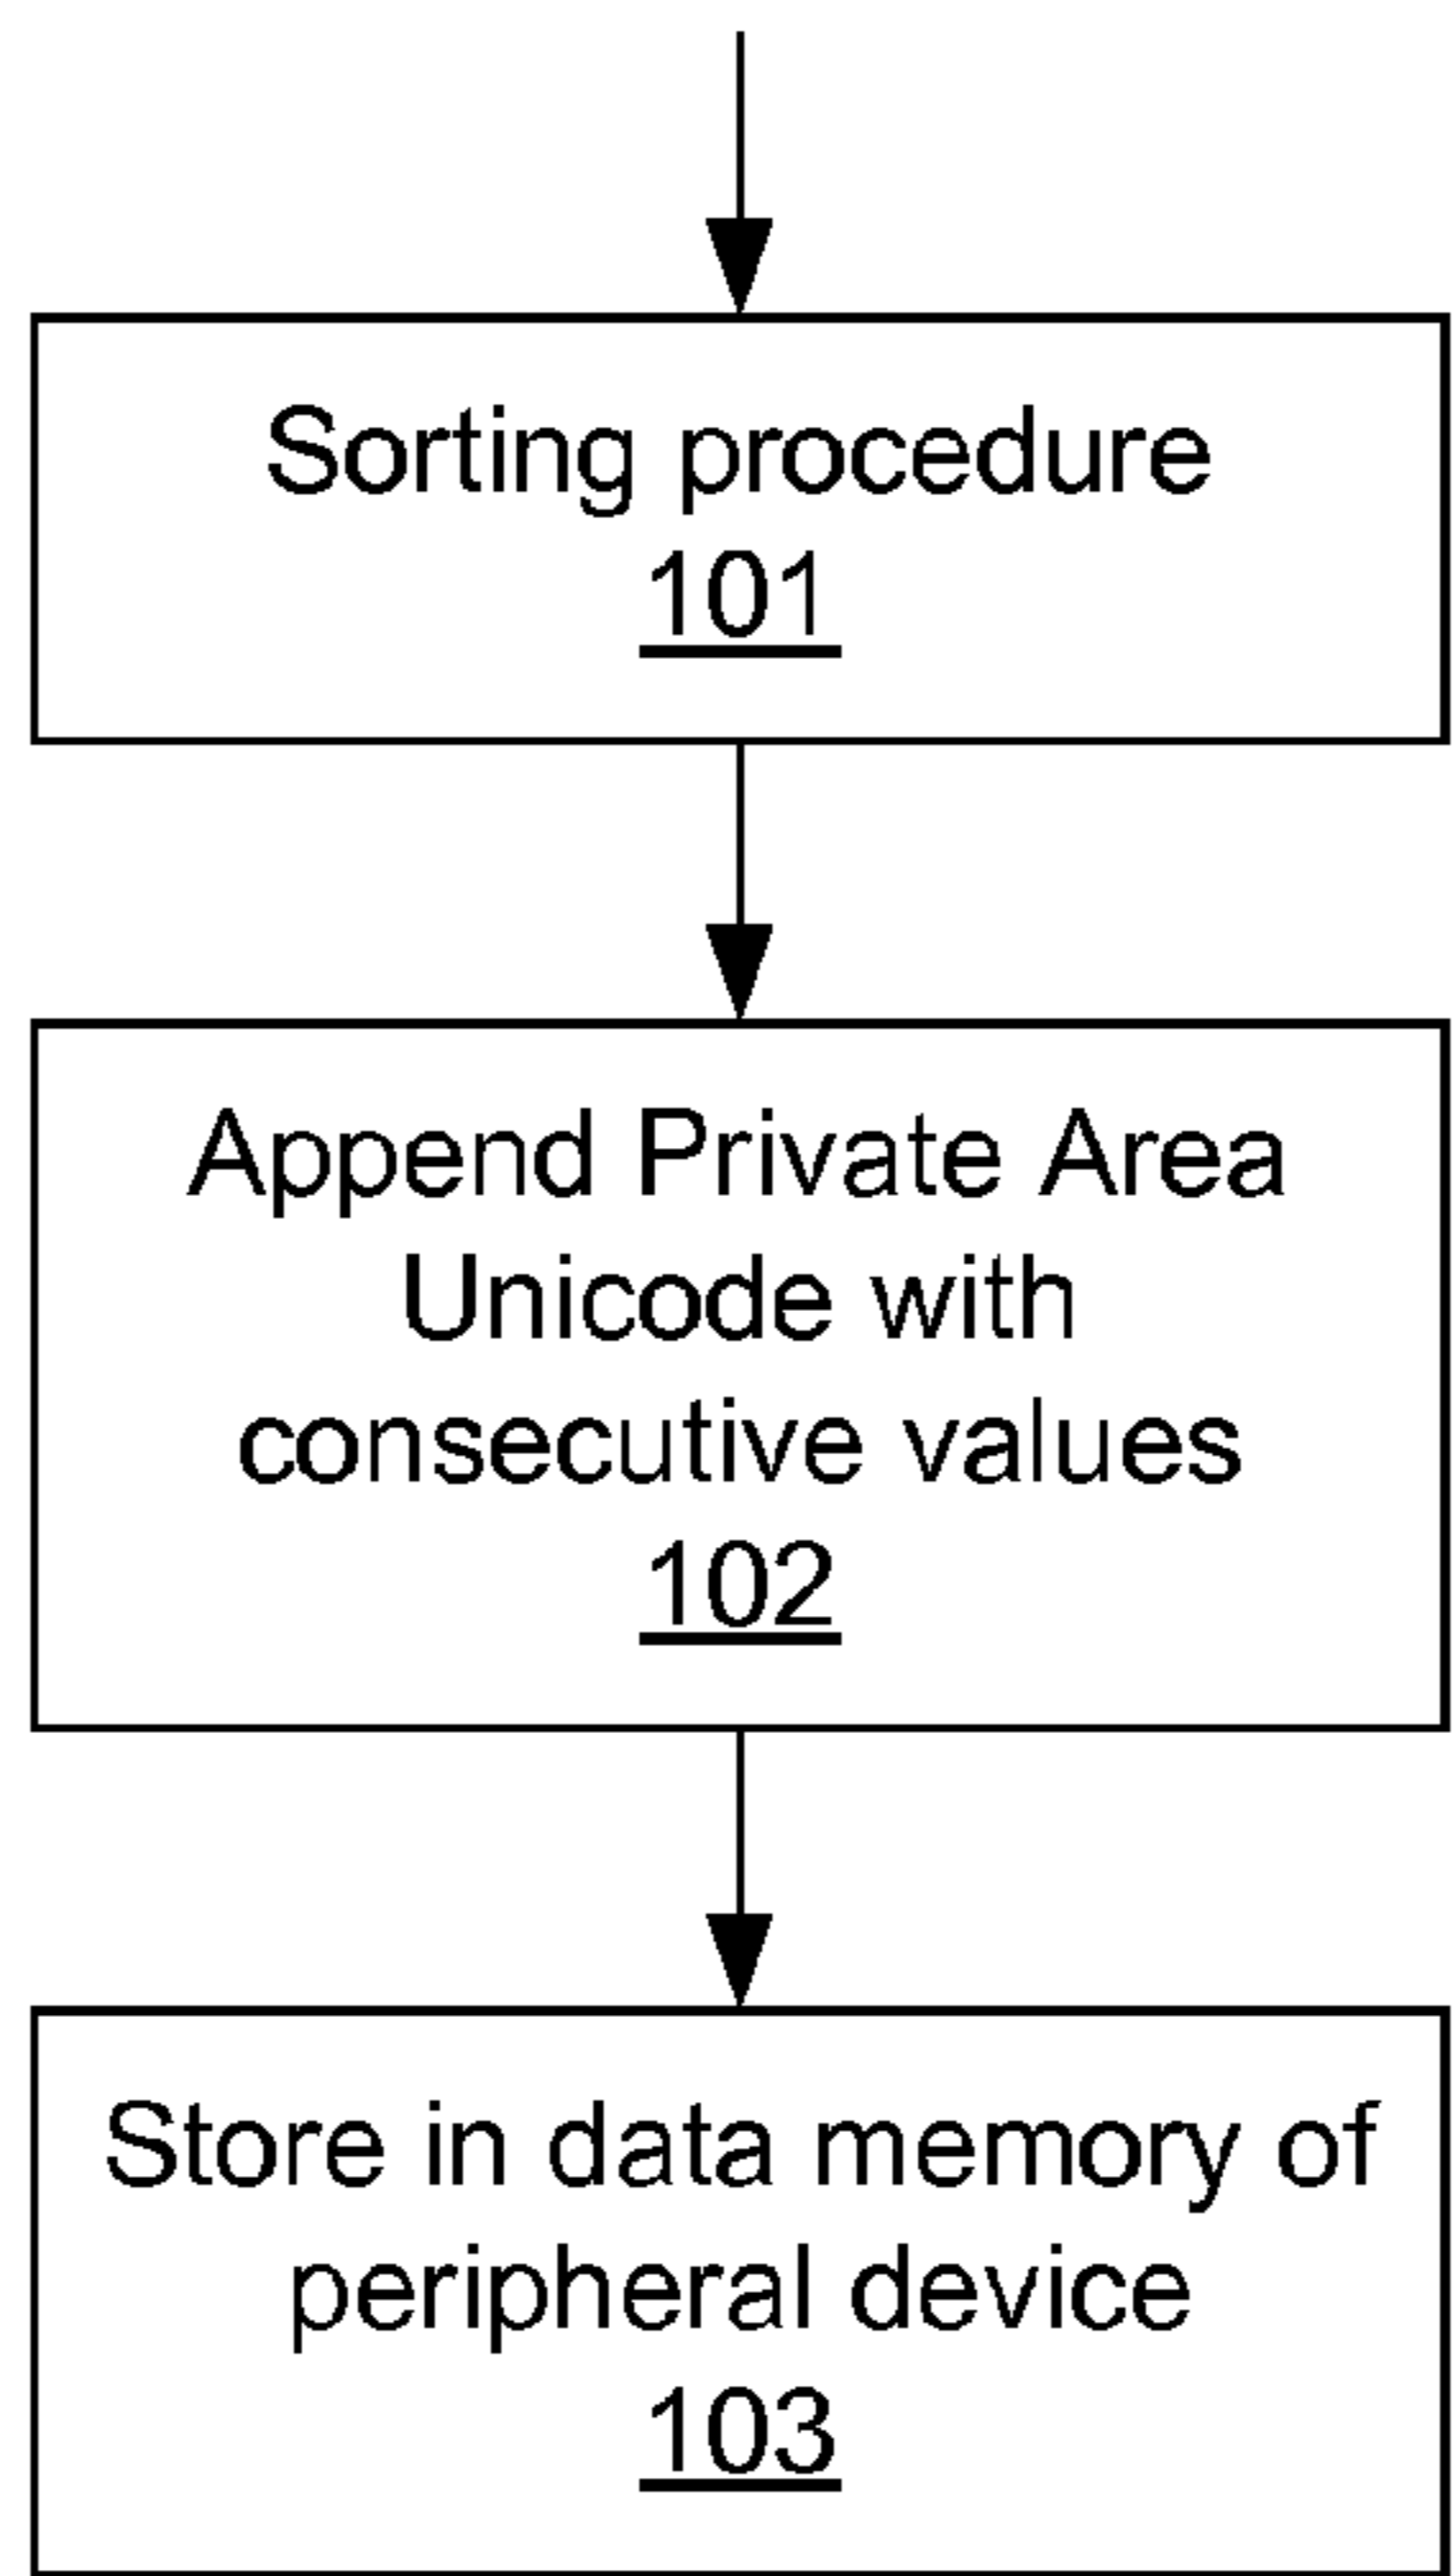 Sorting procedure
101
Append Private Area
Unicode with
consecutive values
102
Store in data memory of
peripheral device
103